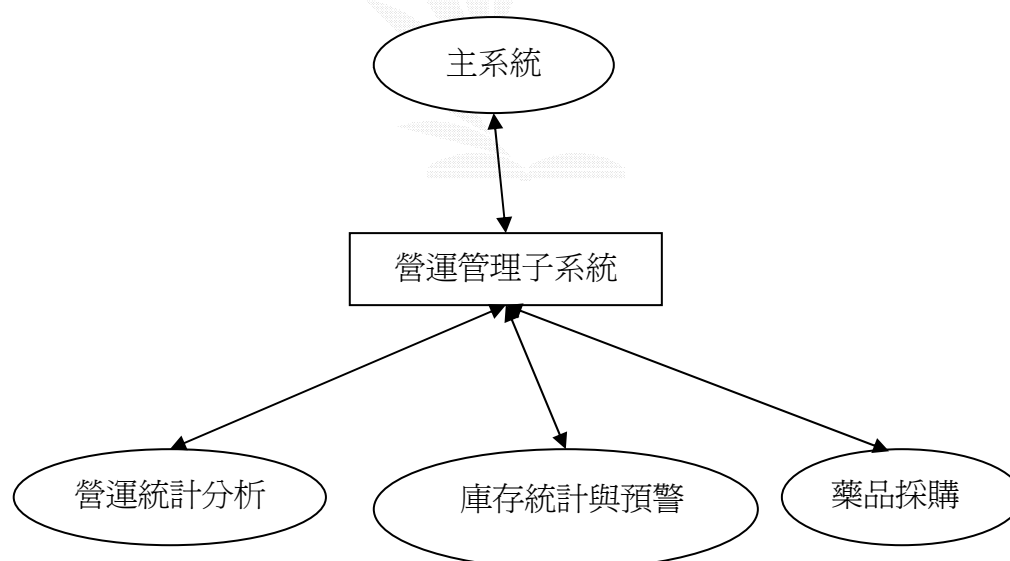 主系統
營運管理子系統
營運統計分析
庫存統計與預警
藥品採購